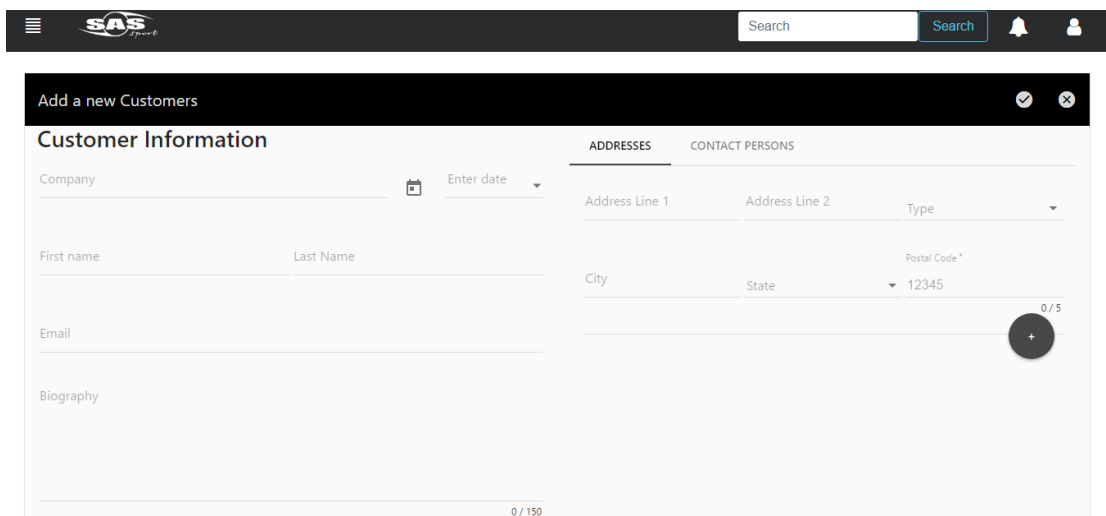 SAS sport
Search Search
Add a new Customers
Customer Information
Company Enter date
First name Last Name
Email
Biography
0 / 150
ADDRESSES CONTACT PERSONS
Address Line 1 Address Line 2 Type
City State Postal Code * 12345
0 / 5
+